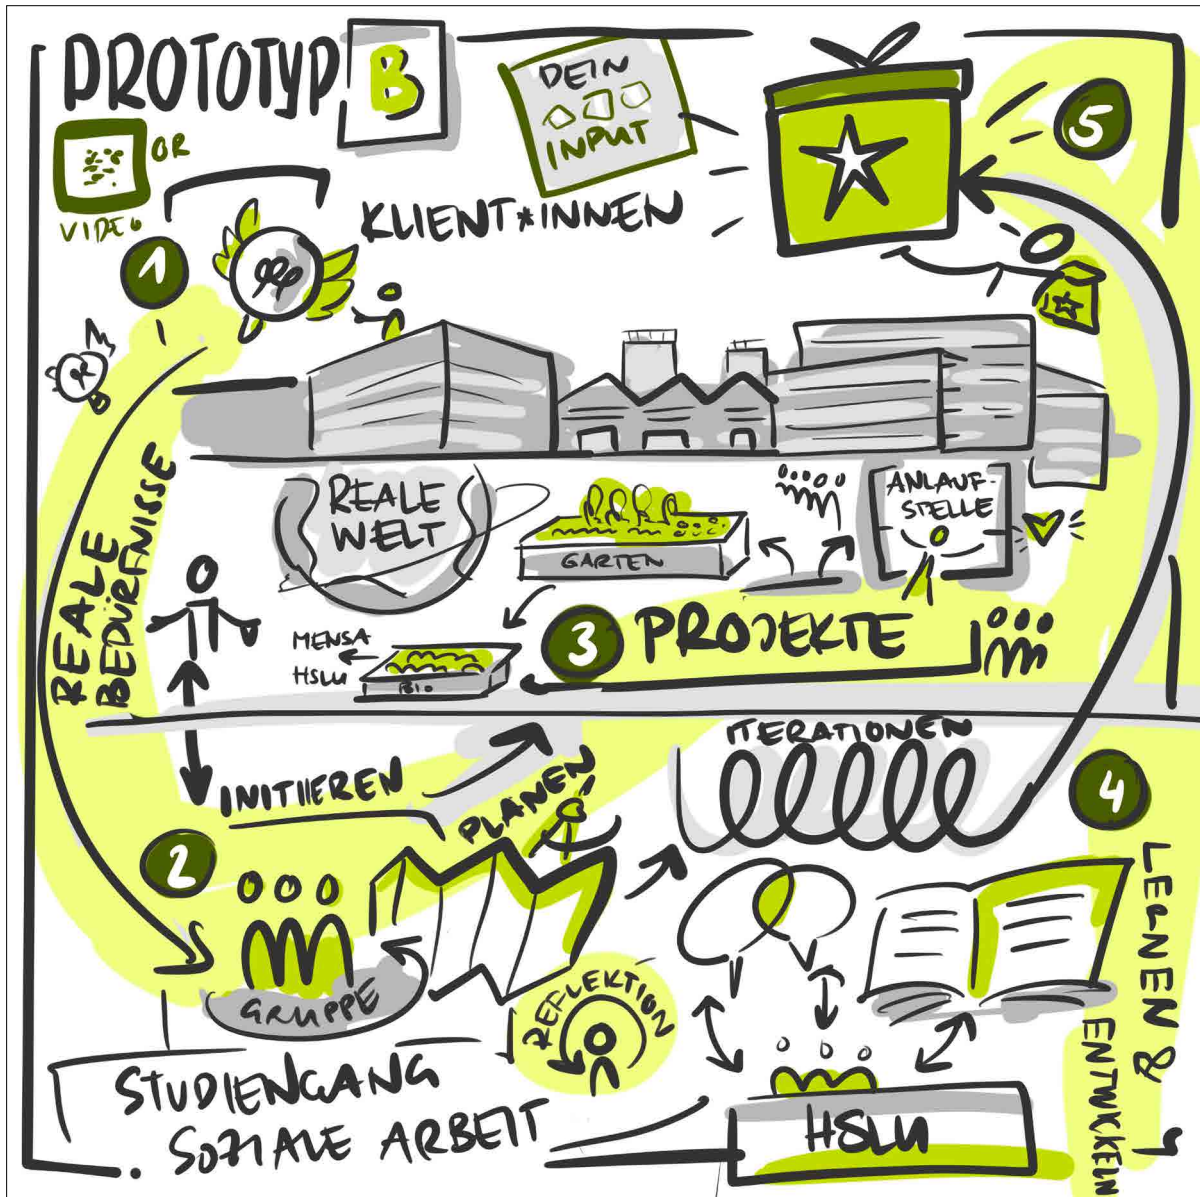 PROTOTYP B
OR
VIDEO
DEIN
INPUT
5
KLIENT*INNEN
1
REALE
BEDÜRFNISSE
REALE
WELT
GARTEN
ANLAUF-
STELLE
MENSA
HSLU
BIO
3 PROJEKTE
INITIIEREN
PLANEN
ITERATIONEN
4
LERNEN &
ENTWICKELN
2
GRUPPE
REFLEKTION
STUDIENGANG
SOZIALE ARBEIT
HSLU